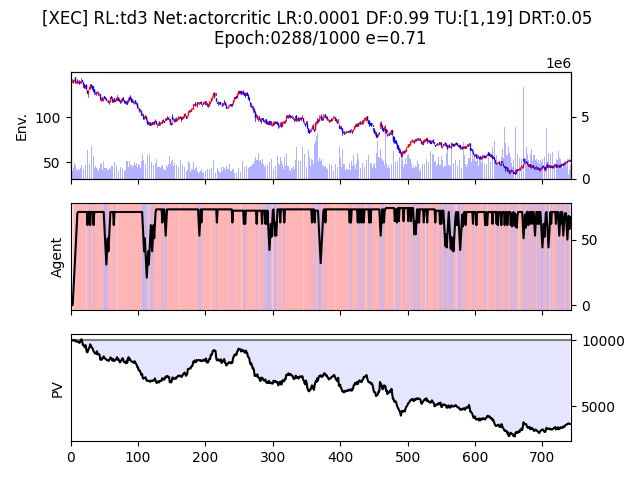 [XEC] RL:td3 Net:actorcritic LR:0.0001 DF:0.99 TU:[1,19] DRT:0.05
Epoch:0288/1000 e=0.71
1e6
Env.
100
50
5
0
Agent
50
0
PV
10000
5000
0 100 200 300 400 500 600 700